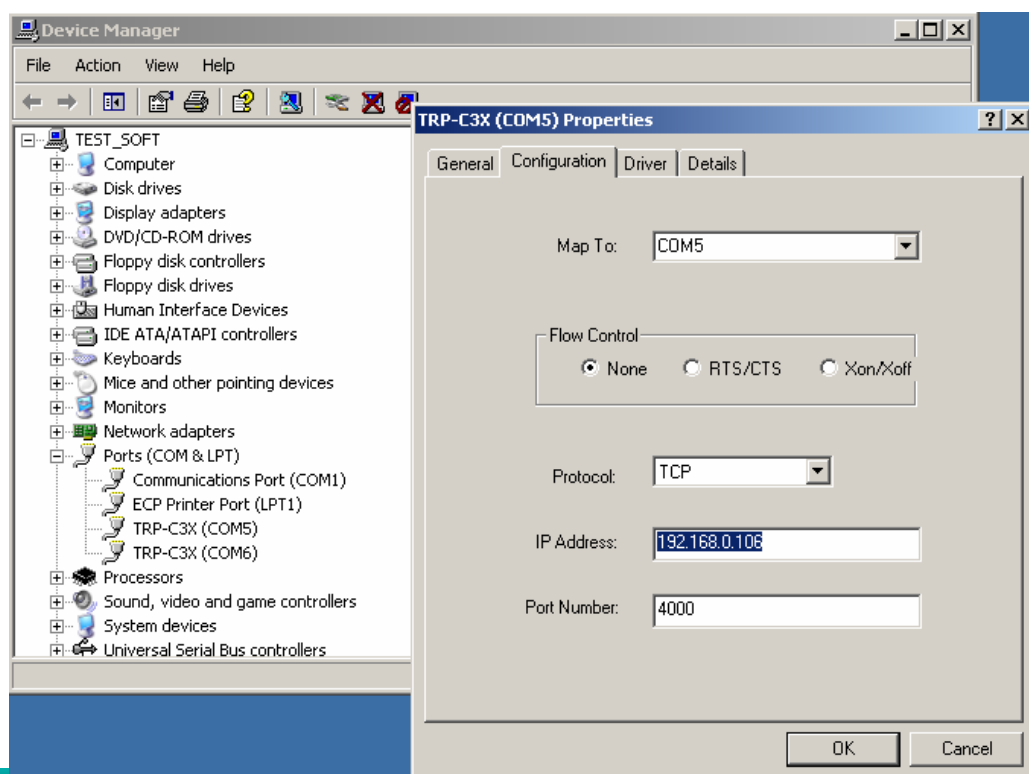 Device Manager
File Action View Help
TEST_SOFT
Computer
Disk drives
Display adapters
DVD/CD-ROM drives
Floppy disk controllers
Floppy disk drives
Human Interface Devices
IDE ATA/ATAPI controllers
Keyboards
Mice and other pointing devices
Monitors
Network adapters
Ports (COM & LPT)
Communications Port (COM1)
ECP Printer Port (LPT1)
TRP-C3X (COM5)
TRP-C3X (COM6)
Processors
Sound, video and game controllers
System devices
Universal Serial Bus controllers
TRP-C3X (COM5) Properties
General Configuration Driver Details
Map To: COM5
Flow Control
None RTS/CTS Xon/Xoff
Protocol: TCP
IP Address: 192.168.0.106
Port Number: 4000
OK Cancel